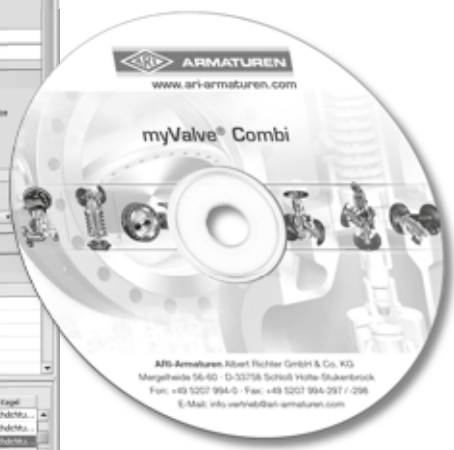 ARI ARMATUREN
www.ari-armaturen.com
myValve® Combi
ARI-Armaturen Albert Richter GmbH & Co. KG
Mergelheide 56-60 · D-33758 Schloß Holte-Stukenbrock
Fon: +49 5207 994-0 · Fax: +49 5207 994-297 / -298
E-Mail: info.vertrieb@ari-armaturen.com
Kegel